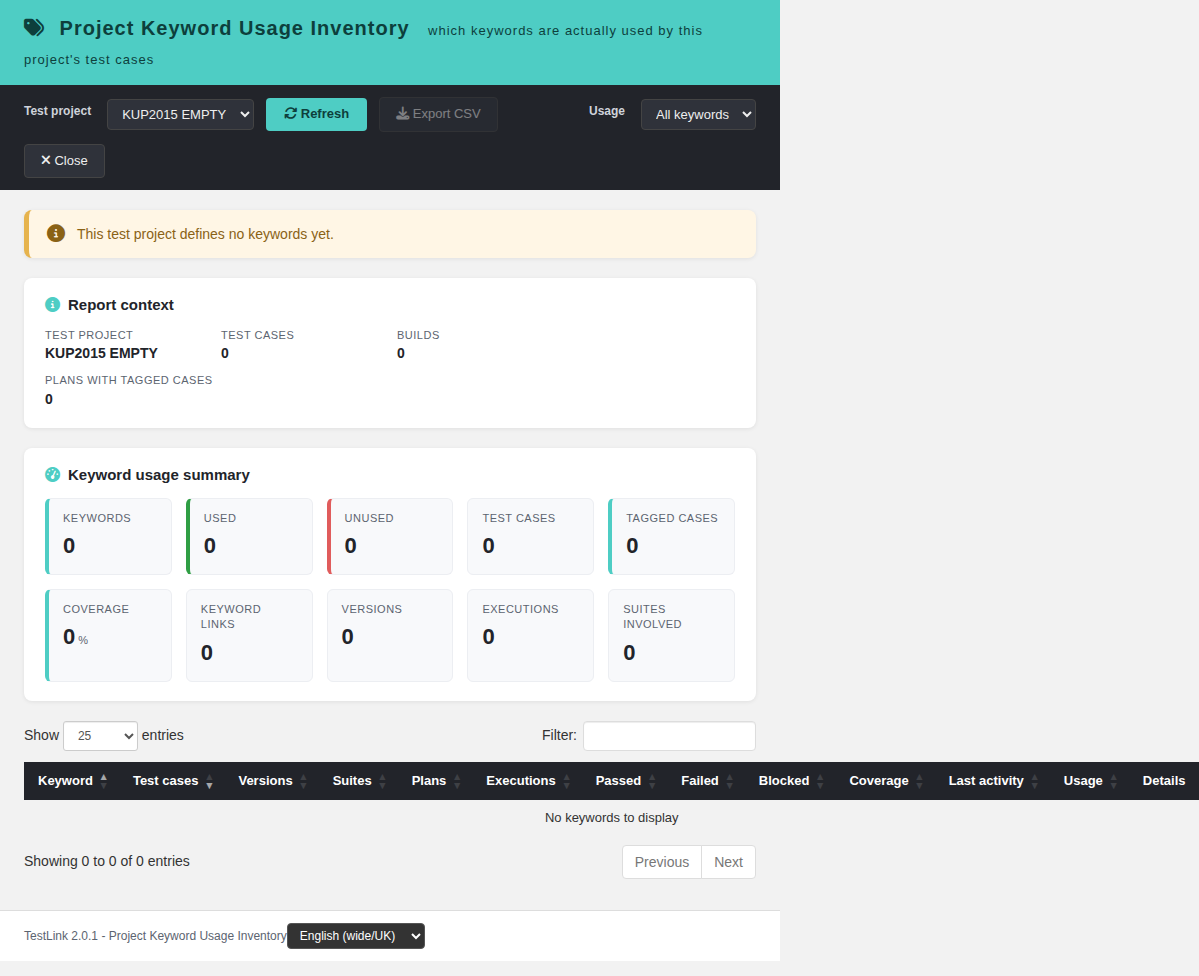 Project Keyword Usage Inventory which keywords are actually used by this
project's test cases
Test project KUP2015 EMPTY Refresh Export CSV Usage All keywords
Close
This test project defines no keywords yet.
Report context
TEST PROJECT TEST CASES BUILDS
KUP2015 EMPTY 0 0
PLANS WITH TAGGED CASES
0
Keyword usage summary
KEYWORDS USED UNUSED TEST CASES TAGGED CASES
0 0 0 0 0
COVERAGE KEYWORD LINKS VERSIONS EXECUTIONS SUITES INVOLVED
0 % 0 0 0 0
Show 25 entries Filter:
Keyword Test cases Versions Suites Plans Executions Passed Failed Blocked Coverage Last activity Usage Details
No keywords to display
Showing 0 to 0 of 0 entries Previous Next
TestLink 2.0.1 - Project Keyword Usage Inventory English (wide/UK)